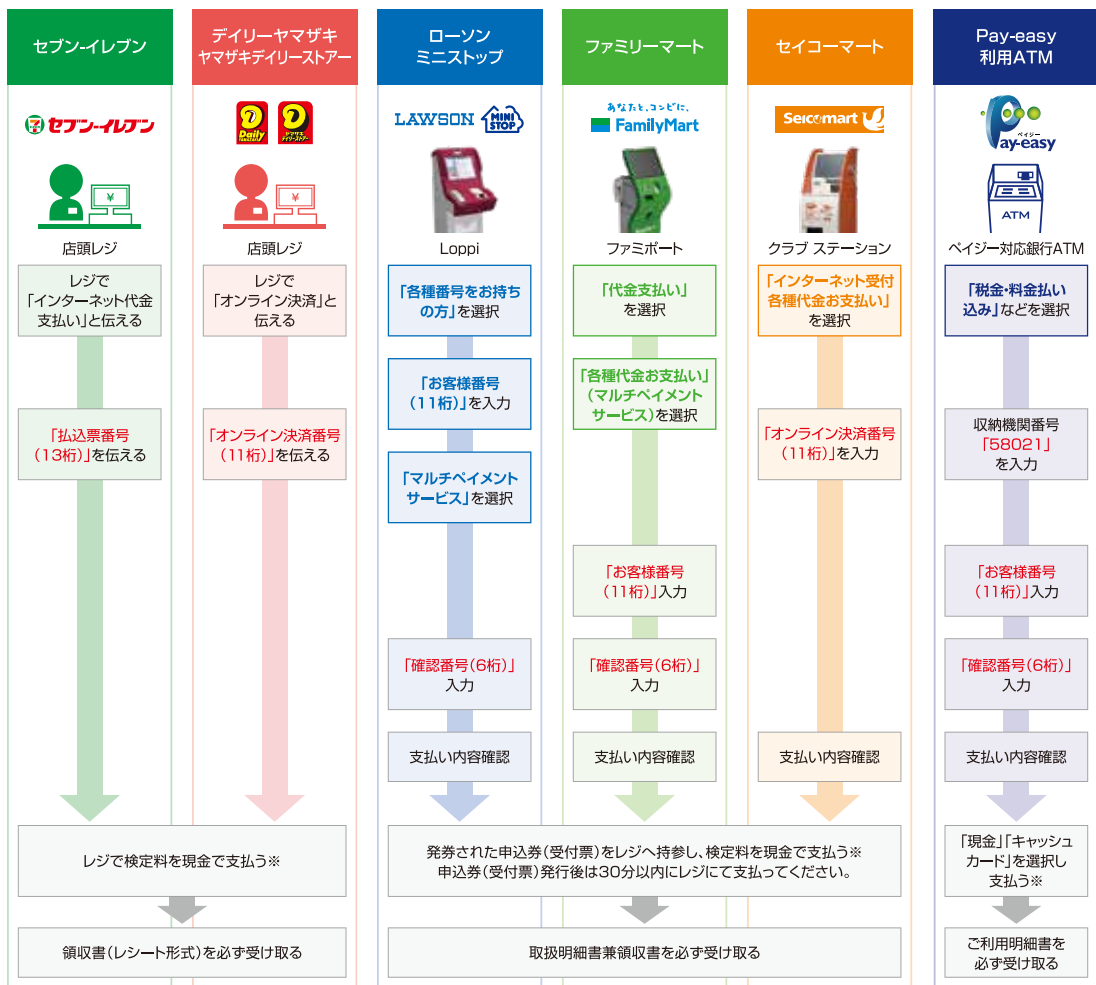 セブン-イレブン
デイリーヤマザキ
ヤマザキデイリーストアー
ローソン
ミニストップ
ファミリーマート
セイコーマート
Pay-easy
利用ATM
セブン-イレブン
Daily
YAMAZAKI
ヤマザキ
デイリーストアー
LAWSON
MINI
STOP
あなたと、コンビに、
FamilyMart
Seicomart
ペイジー
Pay-easy
¥
¥
ATM
店頭レジ
店頭レジ
Loppi
ファミポート
クラブ ステーション
ペイジー対応銀行ATM
レジで
「インターネット代金
支払い」と伝える
「払込票番号
（13桁）」を伝える
レジで
「オンライン決済」と
伝える
「オンライン決済番号
（11桁）」を伝える
「各種番号をお持ち
の方」を選択
「お客様番号
（11桁）」を入力
「マルチペイメント
サービス」を選択
「確認番号（6桁）」
入力
支払い内容確認
「代金支払い」
を選択
「各種代金お支払い」
（マルチペイメント
サービス）を選択
「お客様番号
（11桁）」入力
「確認番号（6桁）」
入力
支払い内容確認
「インターネット受付
各種代金お支払い」
を選択
「オンライン決済番号
（11桁）」を入力
支払い内容確認
「税金・料金払い
込み」などを選択
収納機関番号
「58021」
を入力
「お客様番号
（11桁）」入力
「確認番号（6桁）」
入力
支払い内容確認
レジで検定料を現金で支払う※
発券された申込券（受付票）をレジへ持参し、検定料を現金で支払う※
申込券（受付票）発行後は30分以内にレジにて支払ってください。
「現金」「キャッシュ
カード」を選択し
支払う※
領収書（レシート形式）を必ず受け取る
取扱明細書兼領収書を必ず受け取る
ご利用明細書を
必ず受け取る